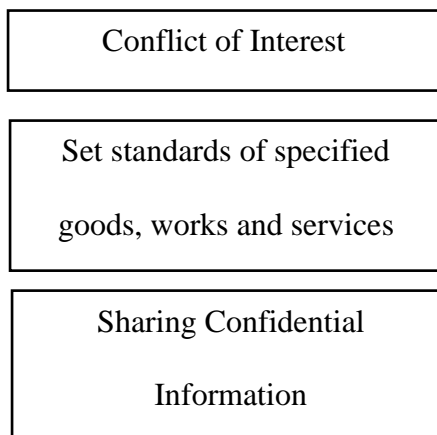 Conflict of Interest
Set standards of specified
goods, works and services
Sharing Confidential
Information